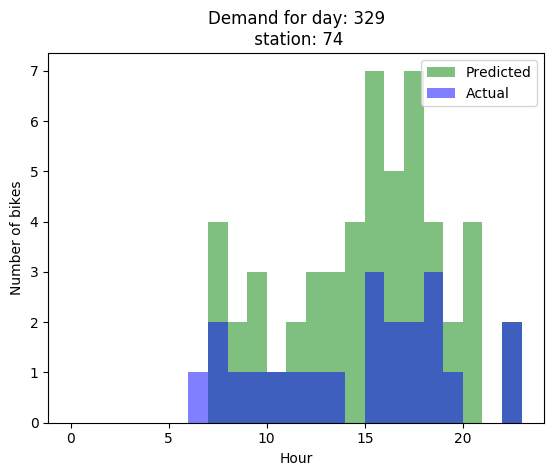 Demand for day: 329
station: 74
Predicted
Actual
Number of bikes
7
6
5
4
3
2
1
0
0 5 10 15 20
Hour